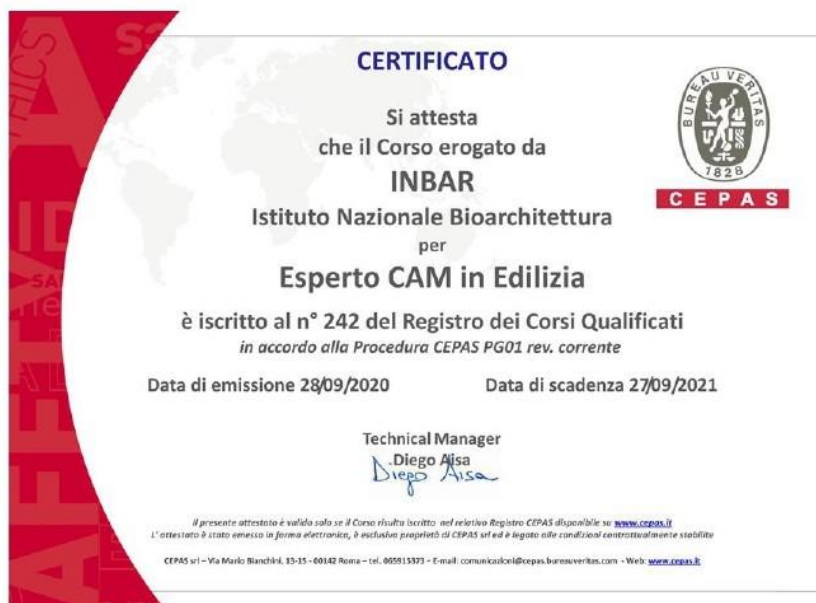 CERTIFICATO
Si attesta
che il Corso erogato da
INBAR
Istituto Nazionale Bioarchitettura
per
Esperto CAM in Edilizia
è iscritto al n° 242 del Registro dei Corsi Qualificati
in accordo alla Procedura CEPAS PG01 rev. corrente
Data di emissione 28/09/2020 Data di scadenza 27/09/2021
Technical Manager
Diego Aisa
Diego Aisa
Il presente attestato è valido solo se il Corso risulta iscritto nel relativo Registro CEPAS disponibile su www.cepas.it
L'attestato è stato emesso in forma elettronica, è esclusiva proprietà di CEPAS srl ed è legato alle condizioni contrattualmente stabilite
CEPAS srl – Via Mario Bianchini, 13-15 - 00142 Roma – tel. 065915373 – E-mail: comunicazioni@cepas.bureauveritas.com - Web: www.cepas.it
BUREAU VERITAS
1828
CEPAS